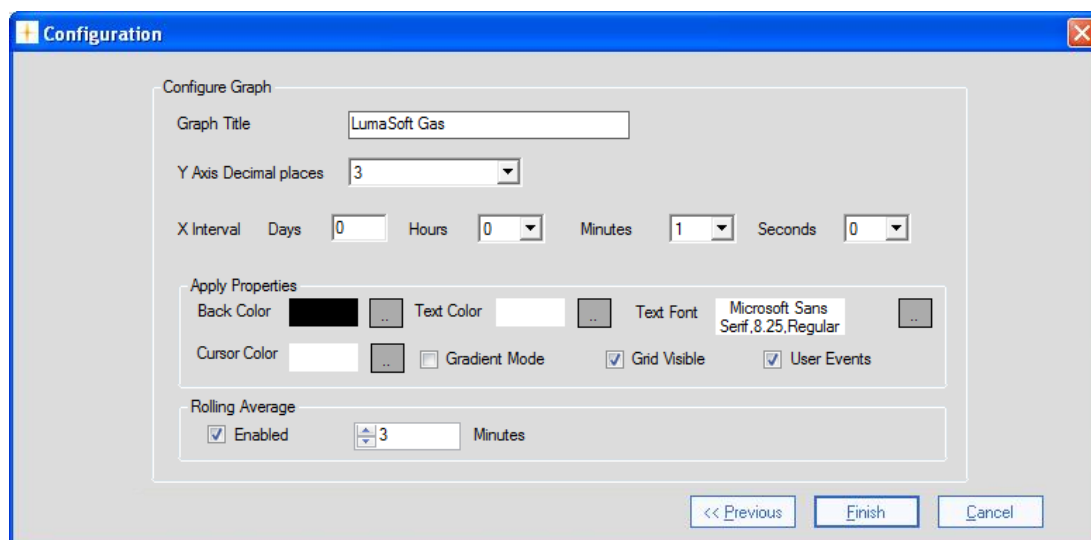 Configuration
Configure Graph
Graph Title LumaSoft Gas
Y Axis Decimal places 3
X Interval Days 0 Hours 0 Minutes 1 Seconds 0
Apply Properties
Back Color .. Text Color .. Text Font Microsoft Sans
Serif,8.25,Regular ..
Cursor Color .. Gradient Mode Grid Visible User Events
Rolling Average
Enabled 3 Minutes
<< Previous Finish Cancel